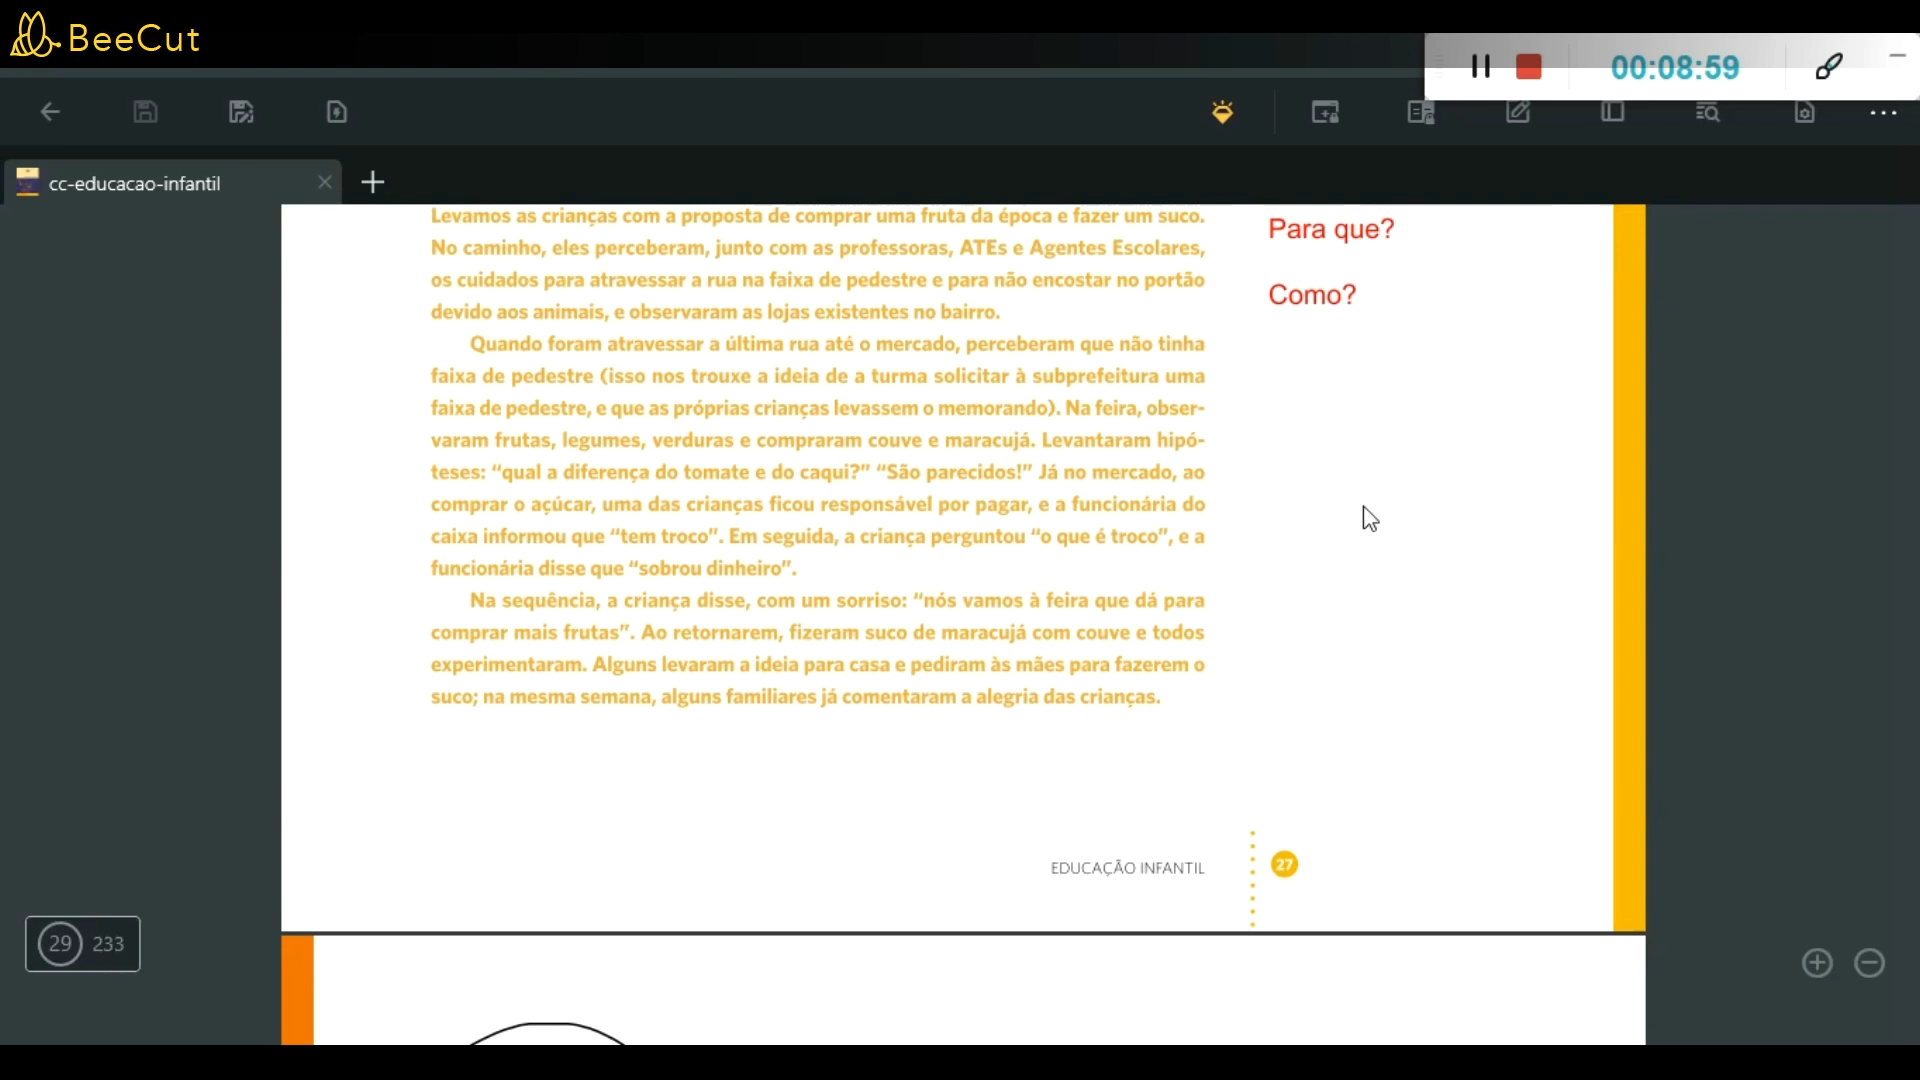 BeeCut
00:08:59
cc-educacao-infantil
Levamos as crianças com a proposta de comprar uma fruta da época e fazer um suco.
No caminho, eles perceberam, junto com as professoras, ATEs e Agentes Escolares,
os cuidados para atravessar a rua na faixa de pedestre e para não encostar no portão
devido aos animais, e observaram as lojas existentes no bairro.
Quando foram atravessar a última rua até o mercado, perceberam que não tinha
faixa de pedestre (isso nos trouxe a ideia de a turma solicitar à subprefeitura uma
faixa de pedestre, e que as próprias crianças levassem o memorando). Na feira, obser-
varam frutas, legumes, verduras e compraram couve e maracujá. Levantaram hipó-
teses: “qual a diferença do tomate e do caqui?” “São parecidos!” Já no mercado, ao
comprar o açúcar, uma das crianças ficou responsável por pagar, e a funcionária do
caixa informou que “tem troco”. Em seguida, a criança perguntou “o que é troco”, e a
funcionária disse que “sobrou dinheiro”.
Na sequência, a criança disse, com um sorriso: “nós vamos à feira que dá para
comprar mais frutas”. Ao retornarem, fizeram suco de maracujá com couve e todos
experimentaram. Alguns levaram a ideia para casa e pediram às mães para fazerem o
suco; na mesma semana, alguns familiares já comentaram a alegria das crianças.
Para que?
Como?
EDUCAÇÃO INFANTIL
27
29 233